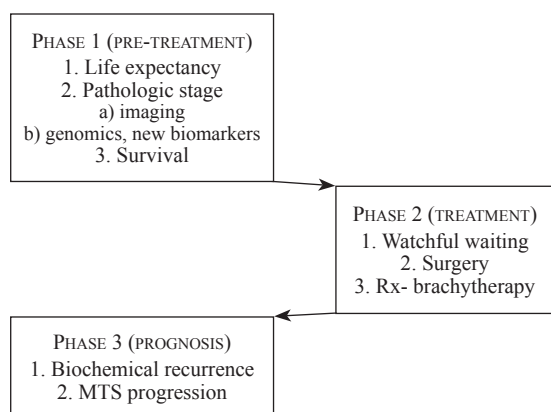 PHASE 1 (PRE-TREATMENT)
1. Life expectancy
2. Pathologic stage
a) imaging
b) genomics, new biomarkers
3. Survival
PHASE 2 (TREATMENT)
1. Watchful waiting
2. Surgery
3. Rx- brachytherapy
PHASE 3 (PROGNOSIS)
1. Biochemical recurrence
2. MTS progression